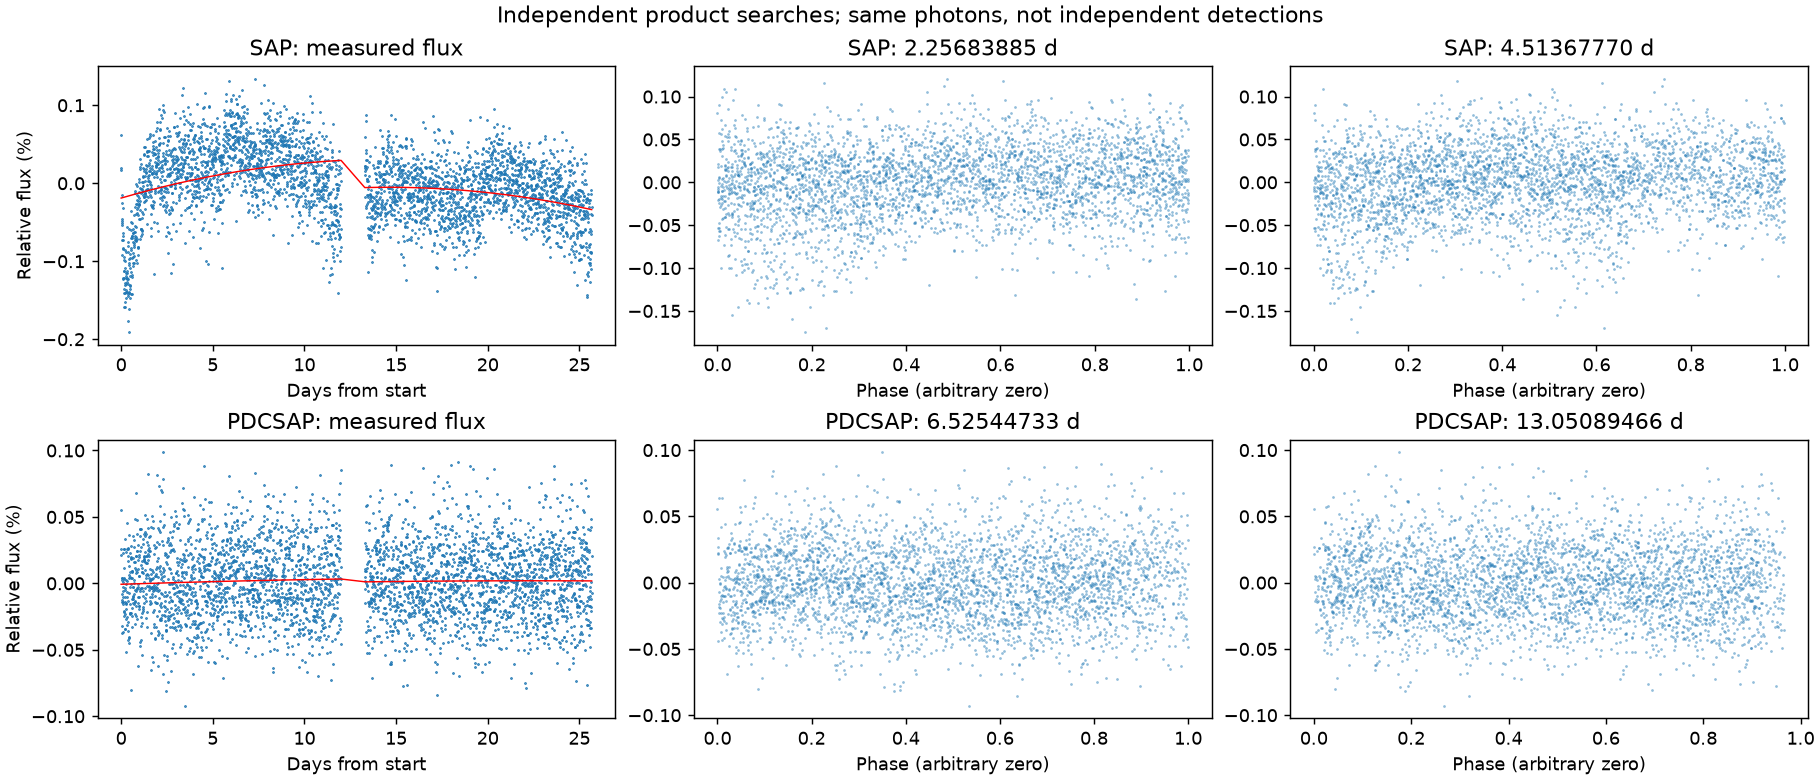 Independent product searches; same photons, not independent detections
SAP: measured flux
SAP: 2.25683885 d
SAP: 4.51367770 d
Relative flux (%)
0.1
0.0
−0.1
−0.2
0 5 10 15 20 25
Days from start
0.10
0.05
0.00
−0.05
−0.10
−0.15
0.0 0.2 0.4 0.6 0.8 1.0
Phase (arbitrary zero)
0.10
0.05
0.00
−0.05
−0.10
−0.15
0.0 0.2 0.4 0.6 0.8 1.0
Phase (arbitrary zero)
PDCSAP: measured flux
PDCSAP: 6.52544733 d
PDCSAP: 13.05089466 d
Relative flux (%)
0.10
0.05
0.00
−0.05
−0.10
0 5 10 15 20 25
Days from start
0.10
0.05
0.00
−0.05
−0.10
0.0 0.2 0.4 0.6 0.8 1.0
Phase (arbitrary zero)
0.10
0.05
0.00
−0.05
−0.10
0.0 0.2 0.4 0.6 0.8 1.0
Phase (arbitrary zero)